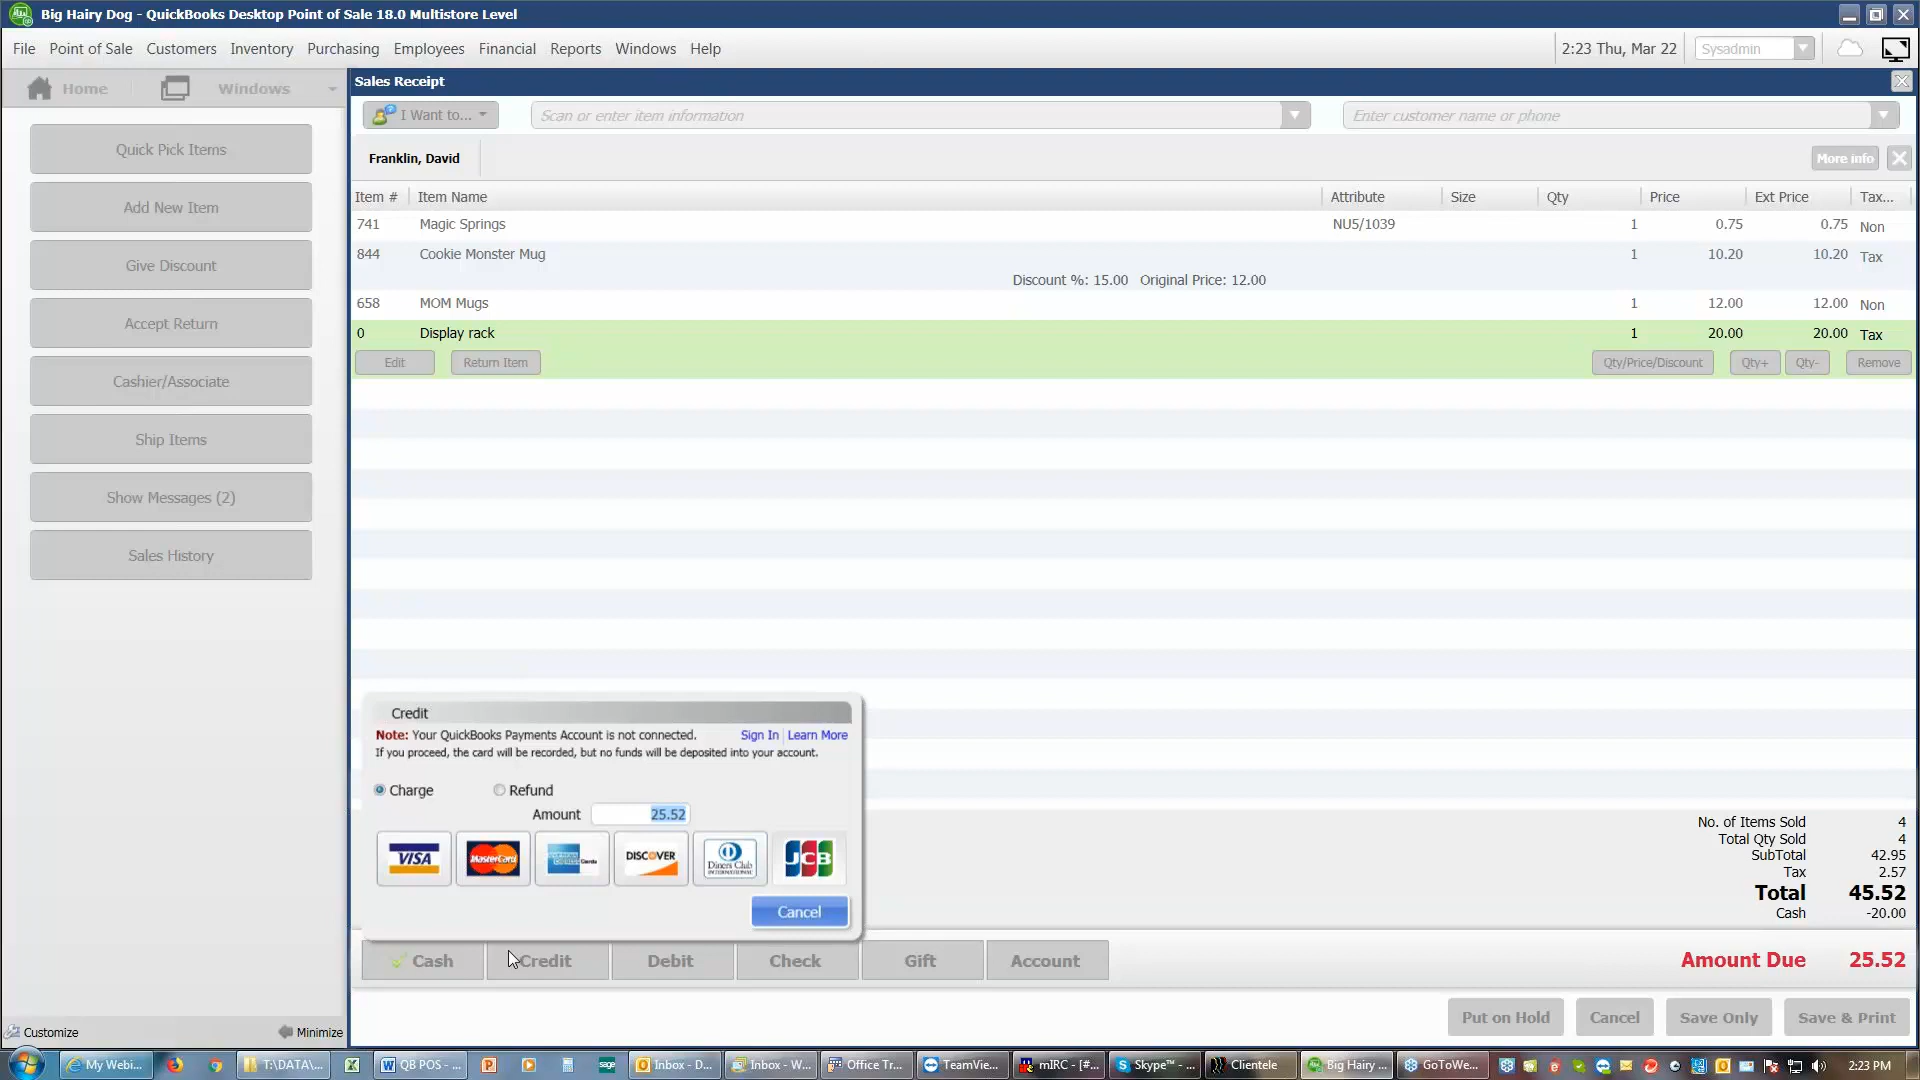 Big Hairy Dog - QuickBooks Desktop Point of Sale 18.0 Multistore Level
File Point of Sale Customers Inventory Purchasing Employees Financial Reports Windows Help
2:23 Thu, Mar 22 Sysadmin
Home Windows
Sales Receipt
I Want to... Scan or enter item information Enter customer name or phone
Quick Pick Items
Add New Item
Give Discount
Accept Return
Cashier/Associate
Ship Items
Show Messages (2)
Sales History
Franklin, David More info
Item # Item Name Attribute Size Qty Price Ext Price Tax...
741 Magic Springs NU5/1039 1 0.75 0.75 Non
844 Cookie Monster Mug 1 10.20 10.20 Tax
Discount %: 15.00 Original Price: 12.00
658 MOM Mugs 1 12.00 12.00 Non
0 Display rack 1 20.00 20.00 Tax
Edit Return Item Qty/Price/Discount Qty+ Qty- Remove
Credit
Note: Your QuickBooks Payments Account is not connected. Sign In | Learn More
If you proceed, the card will be recorded, but no funds will be deposited into your account.
Charge Refund
Amount 25.52
VISA MasterCard DISCOVER Diners Club INTERNATIONAL JCB
Cancel
No. of Items Sold 4
Total Qty Sold 4
SubTotal 42.95
Tax 2.57
Total 45.52
Cash -20.00
Cash Credit Debit Check Gift Account
Amount Due 25.52
Put on Hold Cancel Save Only Save & Print
Customize Minimize
My Webi... T:\DATA\... QB POS - ... sage Inbox - D... Inbox - W... Office Tr... TeamVie... mIRC - [#... Skype™ - ... Clientele Big Hairy ... GoToWe... 2:23 PM